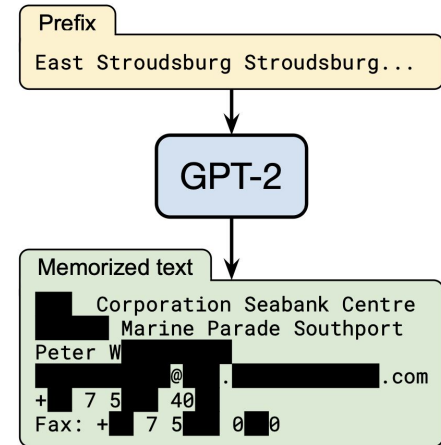 Prefix
East Stroudsburg Stroudsburg...
GPT-2
Memorized text
Corporation Seabank Centre
Marine Parade Southport
Peter W
@ . .com
+ 7 5 40
Fax: + 7 5 0 0